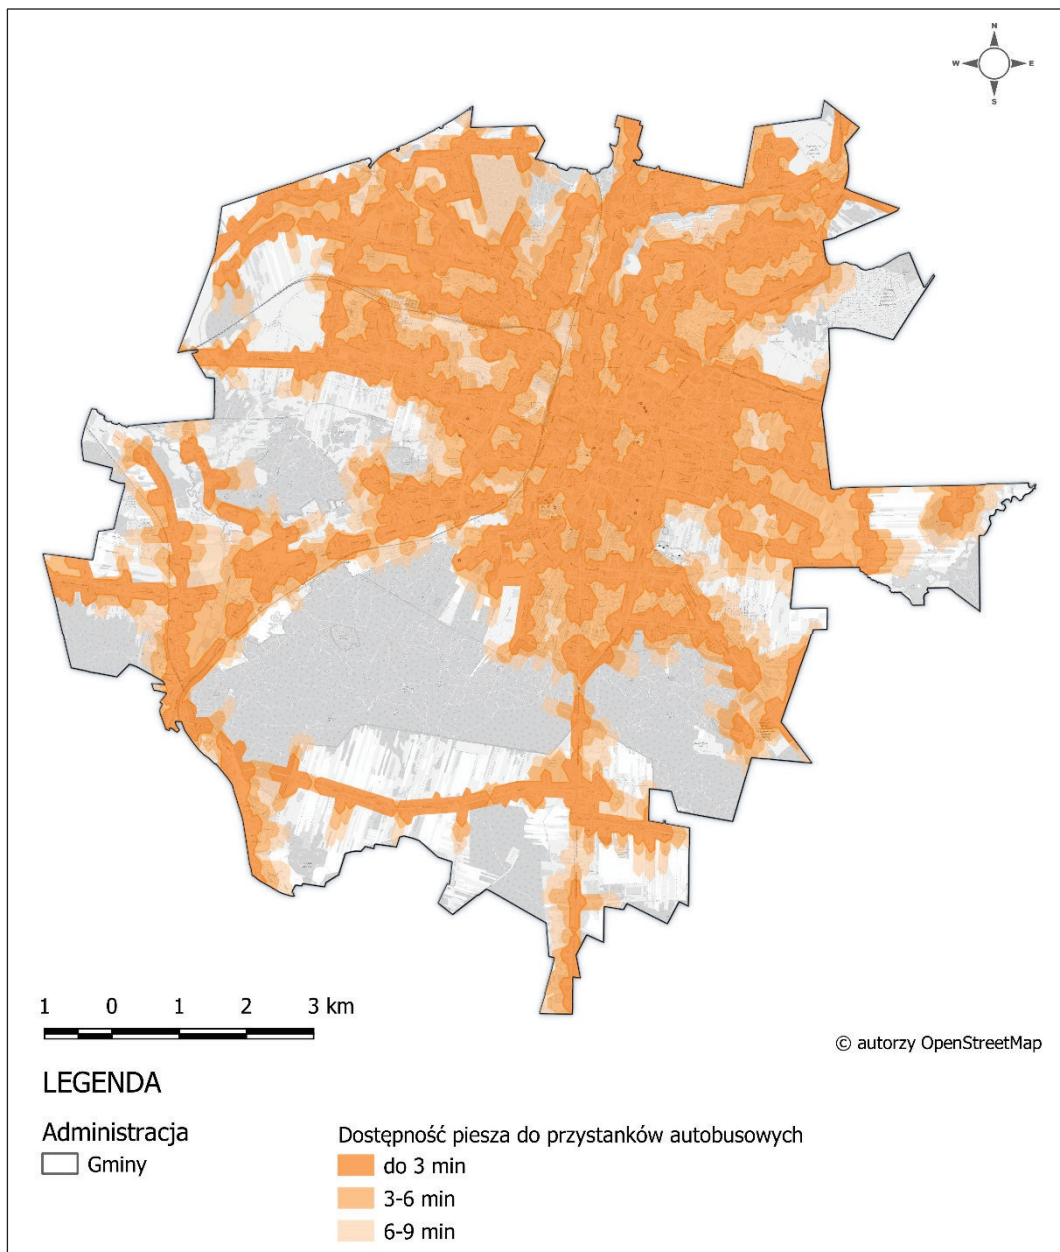 N
W E
S
1 0 1 2 3 km
© autorzy OpenStreetMap
LEGENDA
Administracja
Gminy
Dostępność piesza do przystanków autobusowych
do 3 min
3-6 min
6-9 min